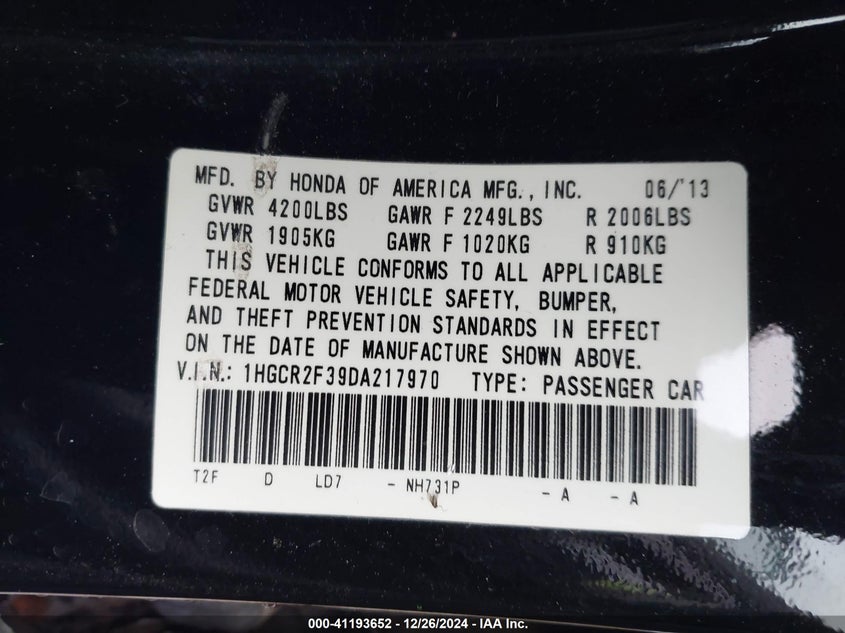 MFD. BY HONDA OF AMERICA MFG., INC. 06/'13
GVWR 4200LBS GAWR F 2249LBS R 2006LBS
GVWR 1905KG GAWR F 1020KG R 910KG
THIS VEHICLE CONFORMS TO ALL APPLICABLE
FEDERAL MOTOR VEHICLE SAFETY, BUMPER,
AND THEFT PREVENTION STANDARDS IN EFFECT
ON THE DATE OF MANUFACTURE SHOWN ABOVE.
V.I.N.: 1HGCR2F39DA217970 TYPE: PASSENGER CAR
T2F D LD7 - NH731P - A - A
000-41193652 - 12/26/2024 - IAA Inc.